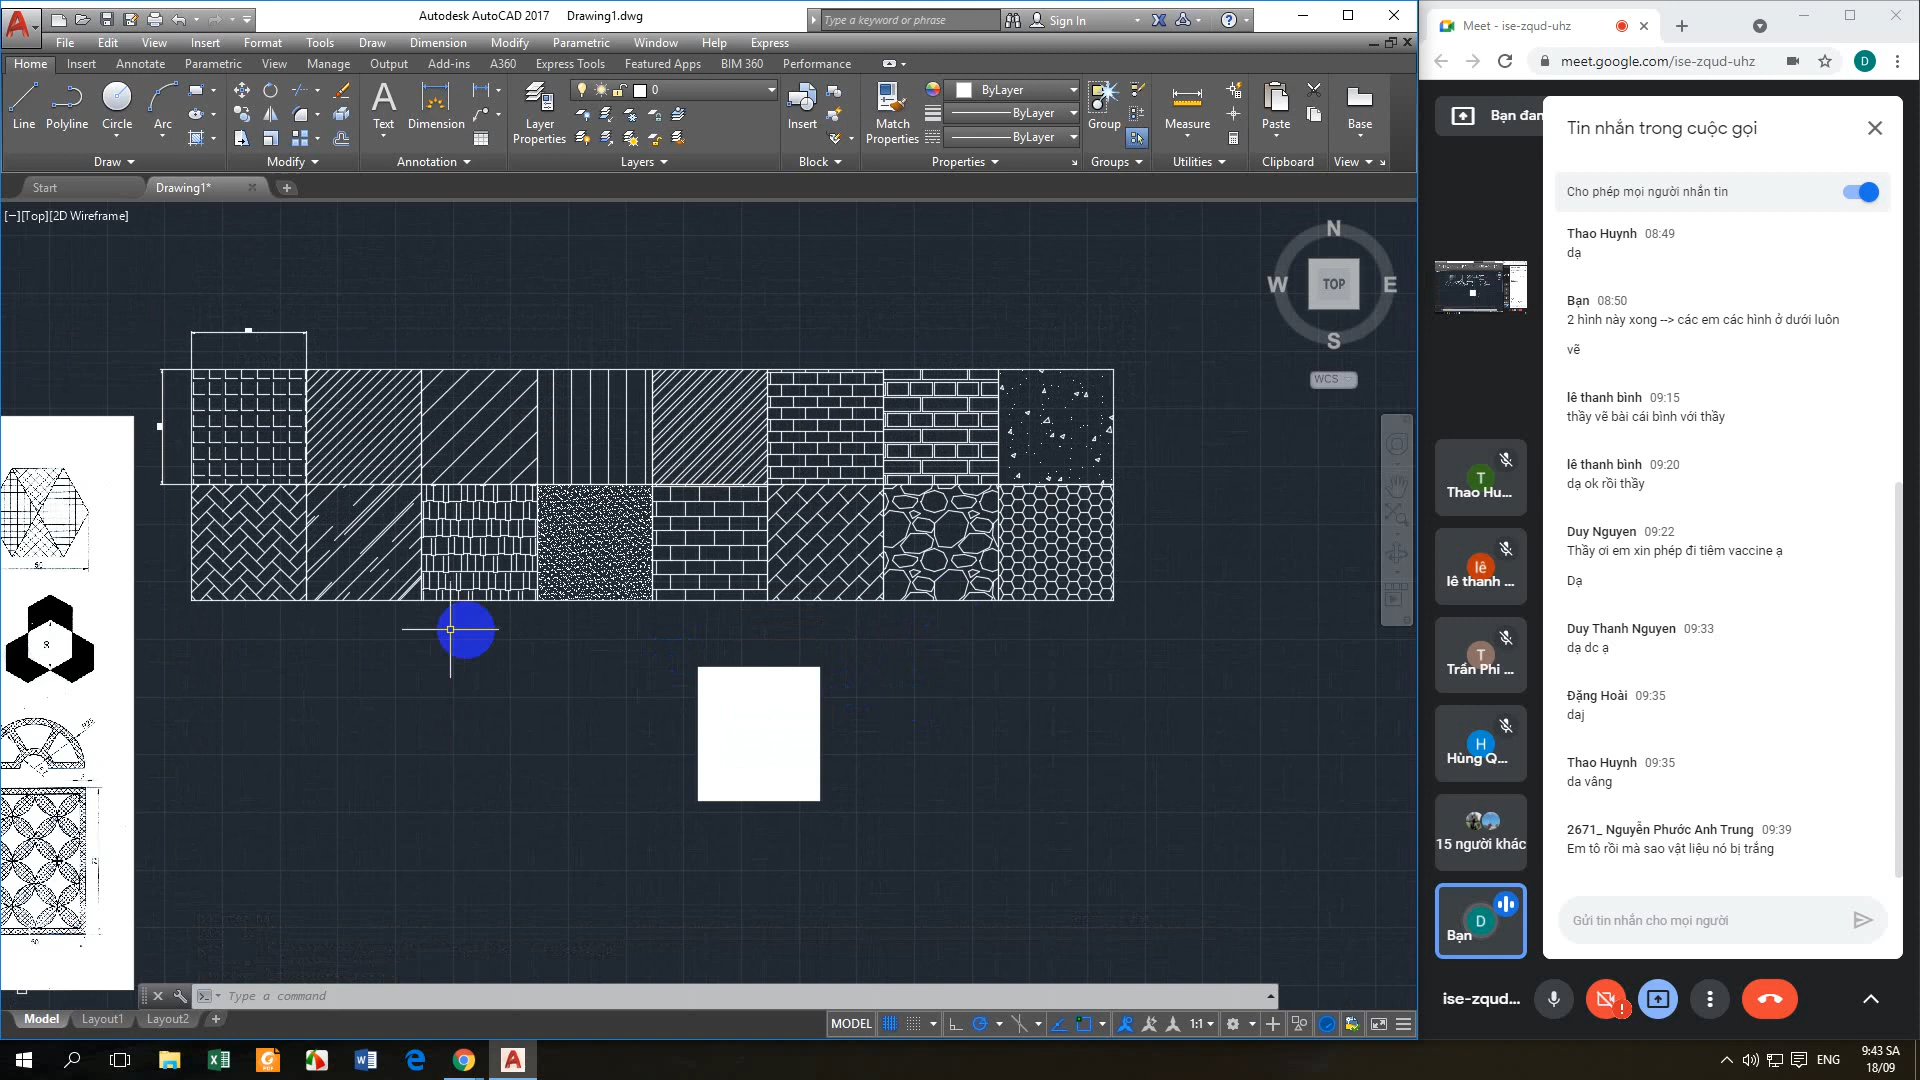 Autodesk AutoCAD 2017 Drawing1.dwg
Type a keyword or phrase
Sign In
File Edit View Insert Format Tools Draw Dimension Modify Parametric Window Help Express
Home Insert Annotate Parametric View Manage Output Add-ins A360 Express Tools Featured Apps BIM 360 Performance
Line Polyline Circle Arc
Text Dimension
Layer Properties
0
Insert
Match Properties
ByLayer
ByLayer
ByLayer
Group
Measure
Paste
Base
Draw Modify Annotation Layers Block Properties Groups Utilities Clipboard View
Start Drawing1*
[−][Top][2D Wireframe]
N
W TOP E
S
WCS
Type a command
Model Layout1 Layout2
MODEL
1:1
Meet - ise-zqud-uhz
meet.google.com/ise-zqud-uhz
D
Bạn đan
Tin nhắn trong cuộc gọi
Cho phép mọi người nhắn tin
Thao Huynh 08:49
dạ
Bạn 08:50
2 hình này xong --> các em các hình ở dưới luôn
vẽ
lê thanh bình 09:15
thầy vẽ bài cái bình với thầy
lê thanh bình 09:20
dạ ok rồi thầy
Duy Nguyen 09:22
Thầy ơi em xin phép đi tiêm vaccine ạ
Dạ
Duy Thanh Nguyen 09:33
dạ dc ạ
Đặng Hoài 09:35
daj
Thao Huynh 09:35
da vâng
2671_ Nguyễn Phước Anh Trung 09:39
Em tô rồi mà sao vật liệu nó bị trắng
Gửi tin nhắn cho mọi người
T
Thao Hu...
lê
lê thanh ...
T
Trần Phi ...
H
Hùng Q...
15 người khác
D
Bạn
ise-zqud...
ENG
9:43 SA
18/09